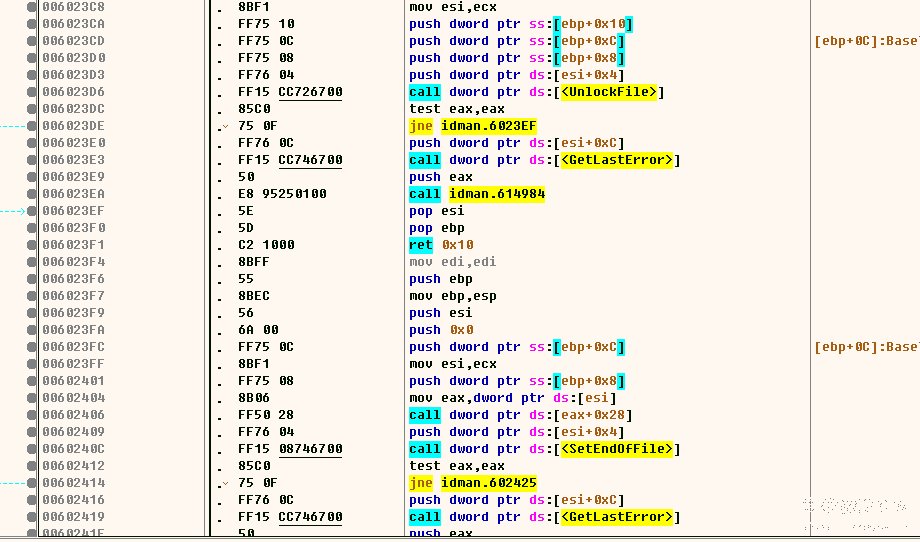 006023C8 . 8BF1 mov esi,ecx
006023CA . FF75 10 push dword ptr ss:[ebp+0x10]
006023CD . FF75 0C push dword ptr ss:[ebp+0xC] [ebp+0C]:Base
006023D0 . FF75 08 push dword ptr ss:[ebp+0x8]
006023D3 . FF76 04 push dword ptr ds:[esi+0x4]
006023D6 . FF15 CC726700 call dword ptr ds:[<UnlockFile>]
006023DC . 85C0 test eax,eax
006023DE . 75 0F jne idman.6023EF
006023E0 . FF76 0C push dword ptr ds:[esi+0xC]
006023E3 . FF15 CC746700 call dword ptr ds:[<GetLastError>]
006023E9 . 50 push eax
006023EA . E8 95250100 call idman.614984
006023EF . 5E pop esi
006023F0 . 5D pop ebp
006023F1 . C2 1000 ret 0x10
006023F4 . 8BFF mov edi,edi
006023F6 . 55 push ebp
006023F7 . 8BEC mov ebp,esp
006023F9 . 56 push esi
006023FA . 6A 00 push 0x0
006023FC . FF75 0C push dword ptr ss:[ebp+0xC] [ebp+0C]:Base
006023FF . 8BF1 mov esi,ecx
00602401 . FF75 08 push dword ptr ss:[ebp+0x8]
00602404 . 8B06 mov eax,dword ptr ds:[esi]
00602406 . FF50 28 call dword ptr ds:[eax+0x28]
00602409 . FF76 04 push dword ptr ds:[esi+0x4]
0060240C . FF15 08746700 call dword ptr ds:[<SetEndOfFile>]
00602412 . 85C0 test eax,eax
00602414 . 75 0F jne idman.602425
00602416 . FF76 0C push dword ptr ds:[esi+0xC]
00602419 . FF15 CC746700 call dword ptr ds:[<GetLastError>]
0060241F . 50 push eax